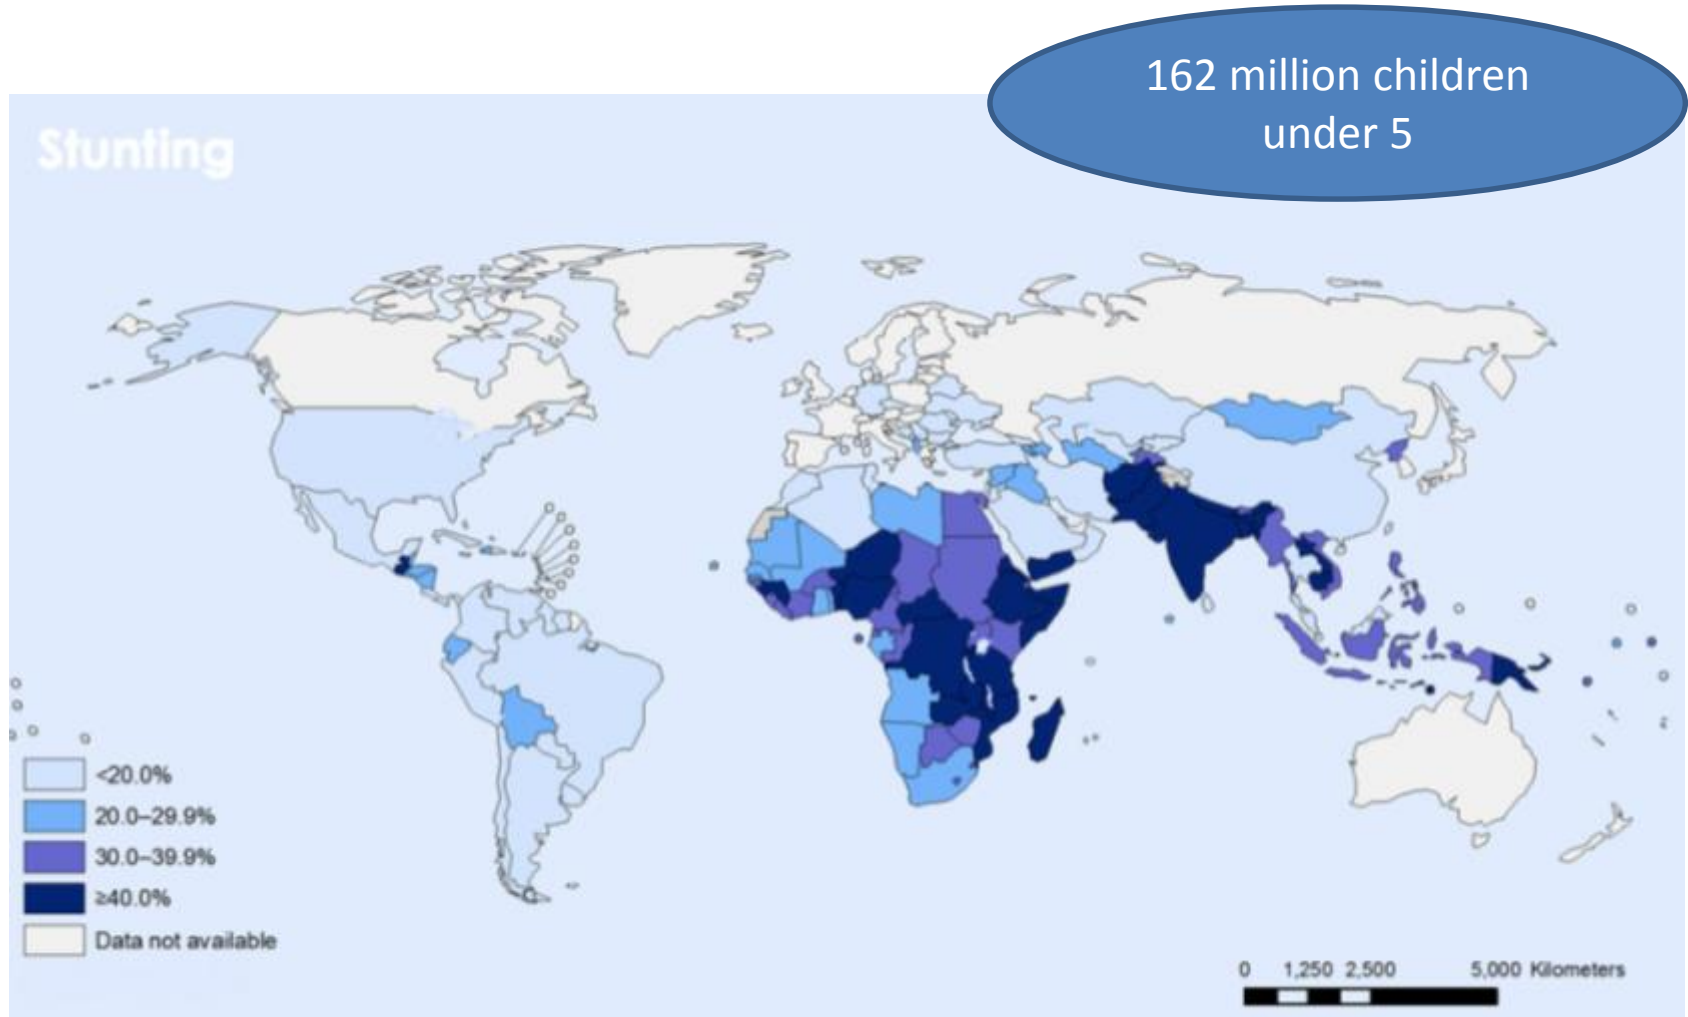 162 million children
under 5
Stunting
<20.0%
20.0–29.9%
30.0–39.9%
≥40.0%
Data not available
0 1,250 2,500 5,000 Kilometers